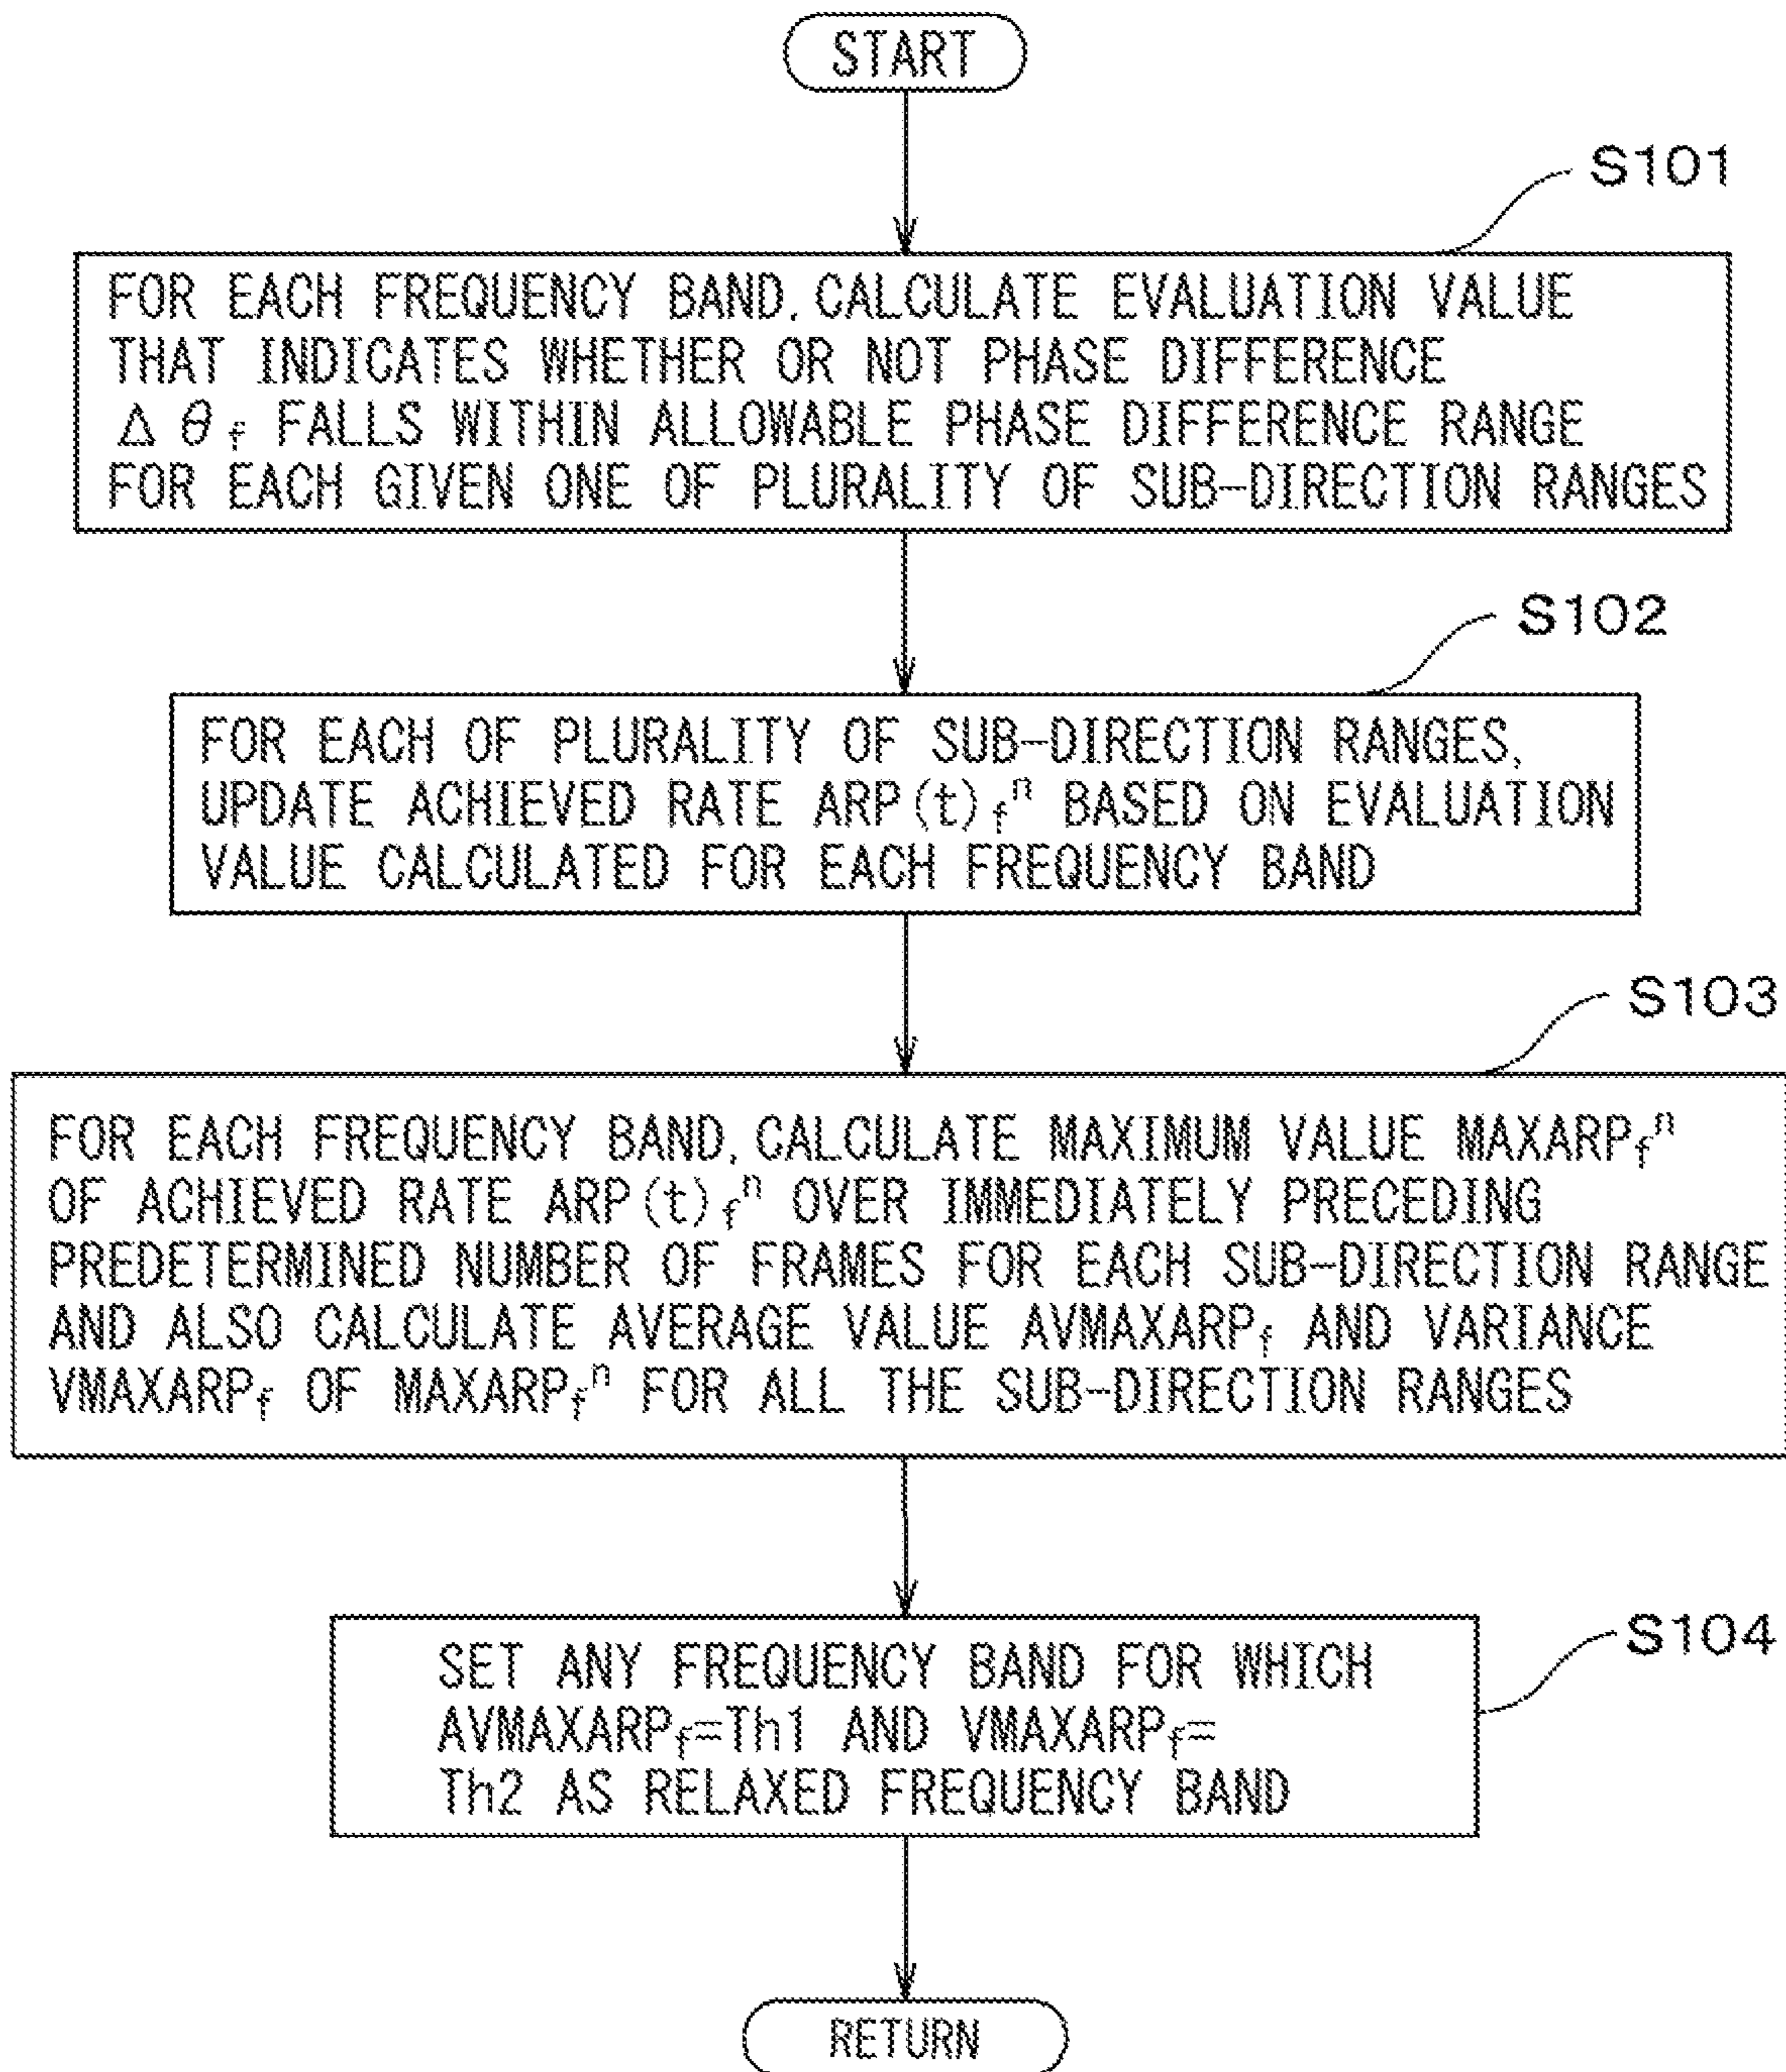 START
S101
FOR EACH FREQUENCY BAND, CALCULATE EVALUATION VALUE
THAT INDICATES WHETHER OR NOT PHASE DIFFERENCE
Δθf FALLS WITHIN ALLOWABLE PHASE DIFFERENCE RANGE
FOR EACH GIVEN ONE OF PLURALITY OF SUB-DIRECTION RANGES
S102
FOR EACH OF PLURALITY OF SUB-DIRECTION RANGES,
UPDATE ACHIEVED RATE ARP(t)fⁿ BASED ON EVALUATION
VALUE CALCULATED FOR EACH FREQUENCY BAND
S103
FOR EACH FREQUENCY BAND, CALCULATE MAXIMUM VALUE MAXARPfⁿ
OF ACHIEVED RATE ARP(t)fⁿ OVER IMMEDIATELY PRECEDING
PREDETERMINED NUMBER OF FRAMES FOR EACH SUB-DIRECTION RANGE
AND ALSO CALCULATE AVERAGE VALUE AVMAXARPf AND VARIANCE
VMAXARPf OF MAXARPfⁿ FOR ALL THE SUB-DIRECTION RANGES
S104
SET ANY FREQUENCY BAND FOR WHICH
AVMAXARPf=Th1 AND VMAXARPf=
Th2 AS RELAXED FREQUENCY BAND
RETURN